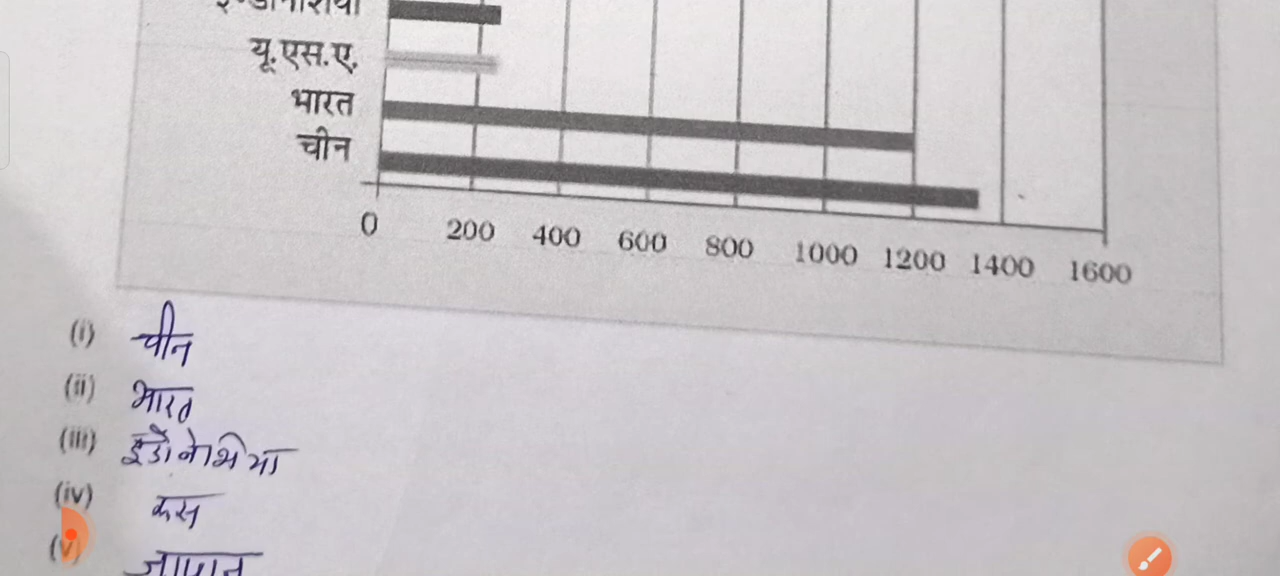 यू.एस.ए.
भारत
चीन
0 200 400 600 800 1000 1200 1400 1600
(i) चीन
(ii) भारत
(iii) इंडोनेशिया
(iv) रूस
(v) जापान